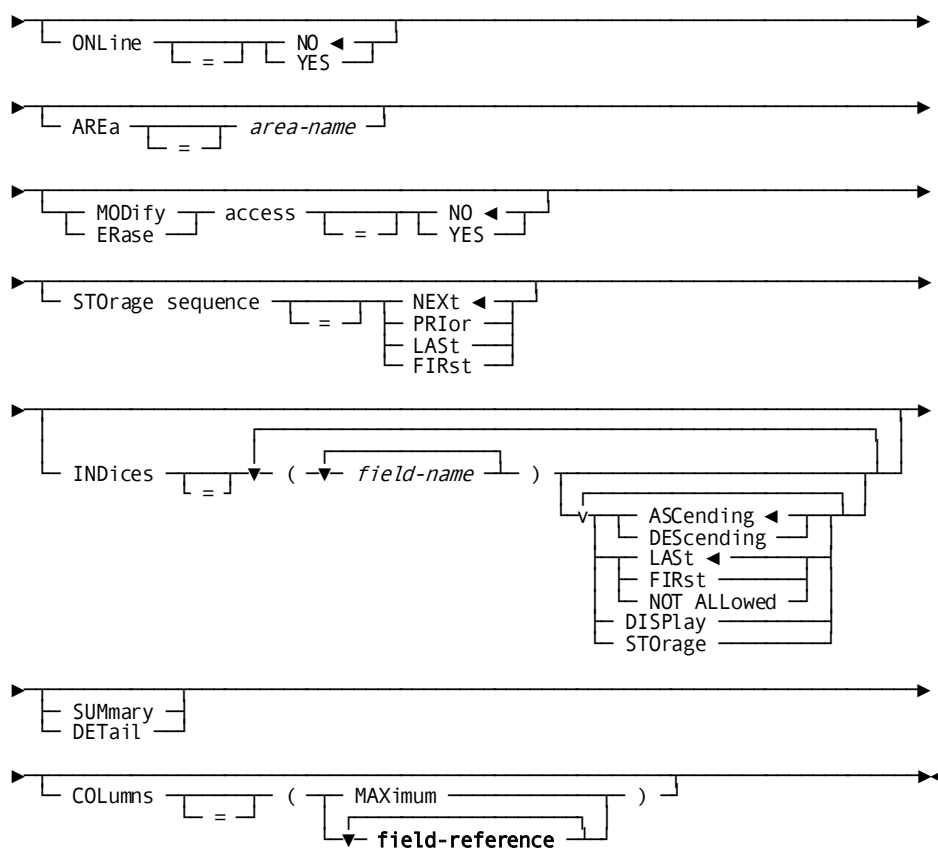 ONLine = NO ◄
YES
AREa = area-name
MODify access = NO ◄
ERase YES
STOrage sequence = NEXt ◄
PRIor
LASt
FIRst
INDices = ( field-name )
ASCending ◄
DEScending
LASt ◄
FIRst
NOT ALLowed
DISPlay
STOrage
SUMmary
DETail
COLumns = ( MAXimum )
field-reference